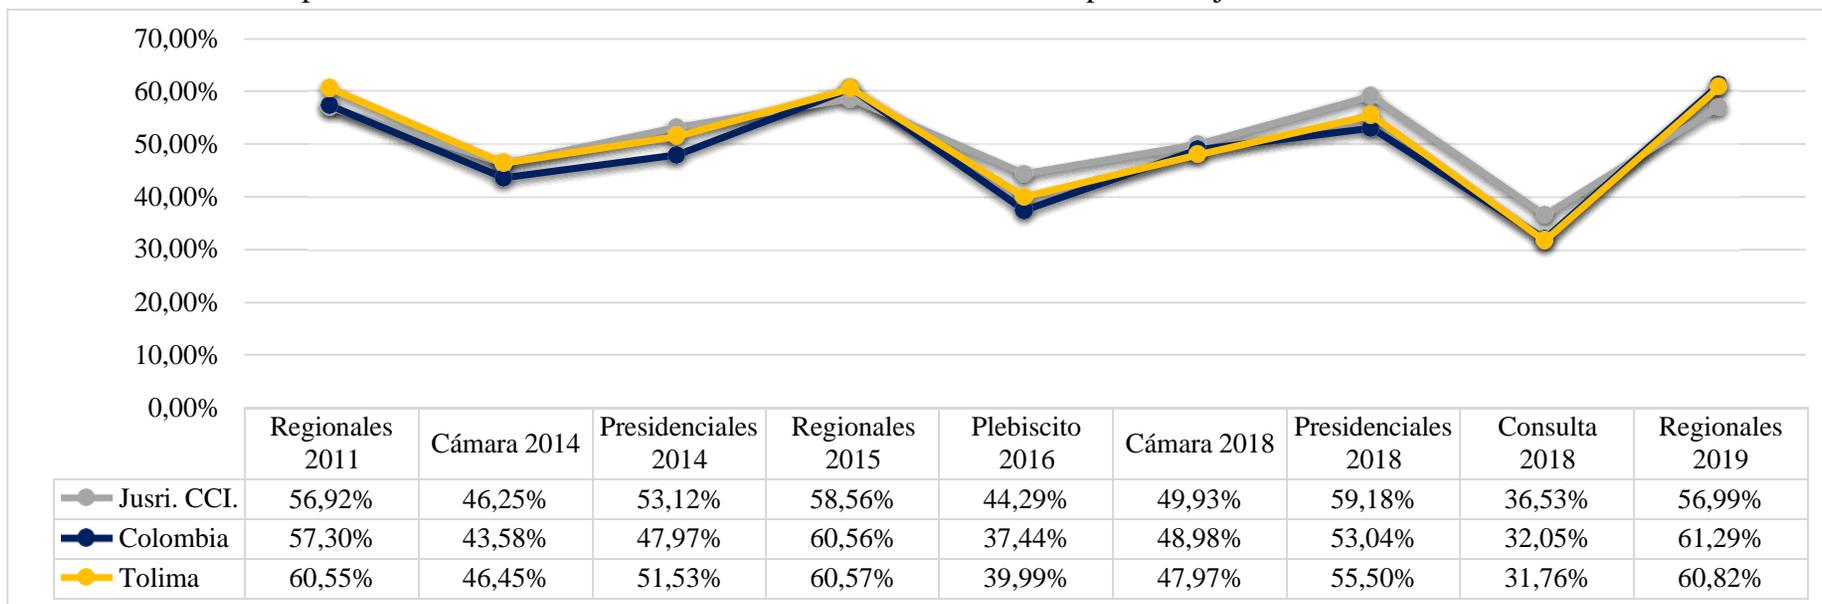 70,00%
60,00%
50,00%
40,00%
30,00%
20,00%
10,00%
0,00%
Regionales 2011 Cámara 2014 Presidenciales 2014 Regionales 2015 Plebiscito 2016 Cámara 2018 Presidenciales 2018 Consulta 2018 Regionales 2019
Jusri. CCI. 56,92% 46,25% 53,12% 58,56% 44,29% 49,93% 59,18% 36,53% 56,99%
Colombia 57,30% 43,58% 47,97% 60,56% 37,44% 48,98% 53,04% 32,05% 61,29%
Tolima 60,55% 46,45% 51,53% 60,57% 39,99% 47,97% 55,50% 31,76% 60,82%